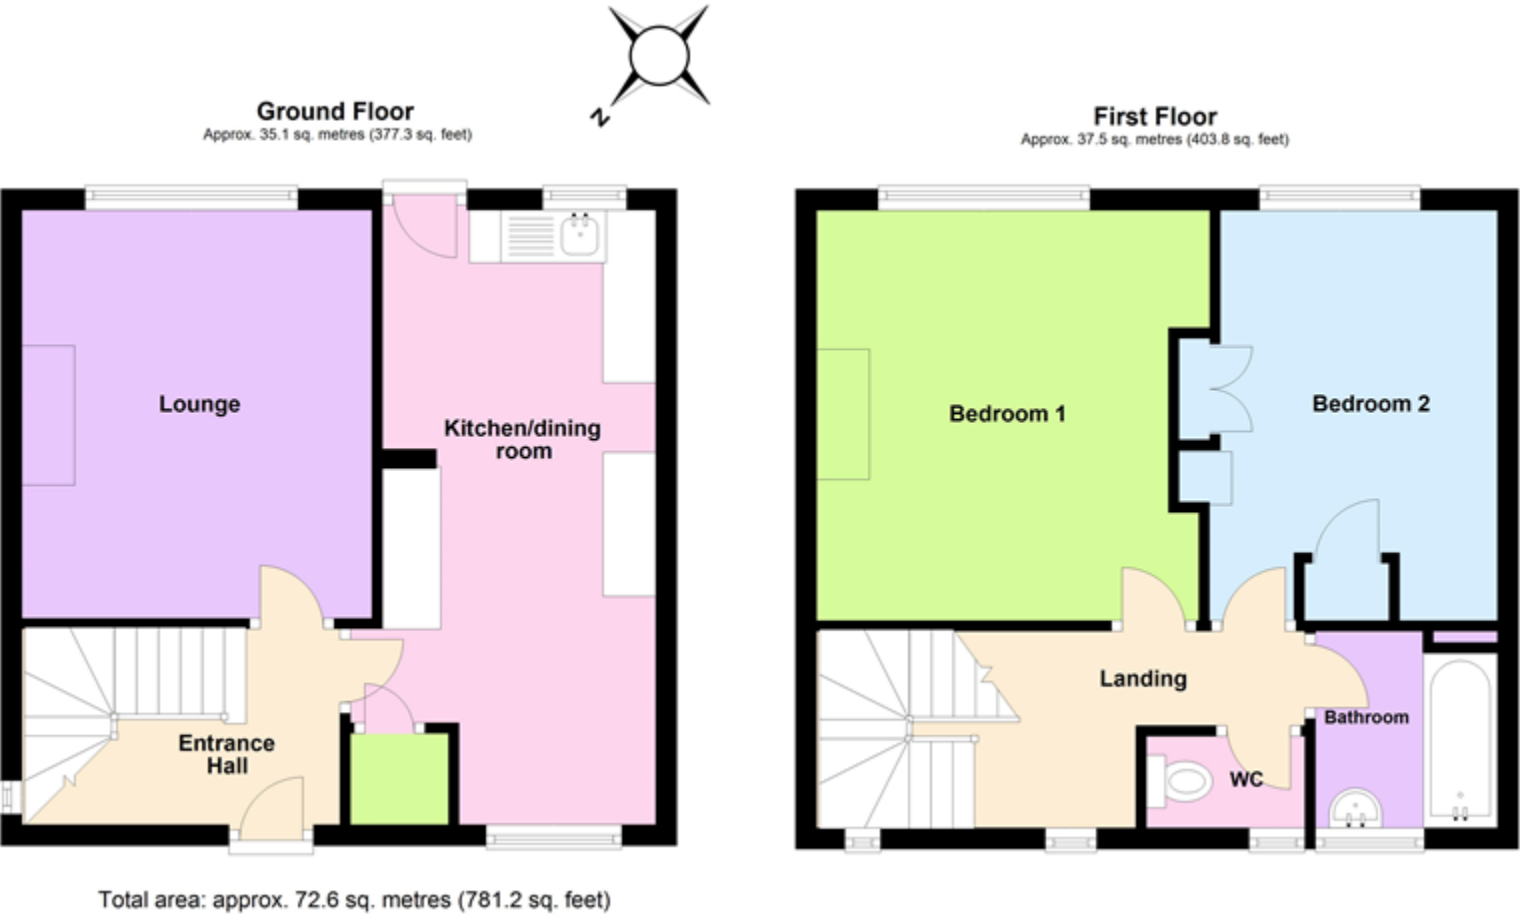 N
Ground Floor
Approx. 35.1 sq. metres (377.3 sq. feet)
Lounge
Kitchen/dining
room
Entrance
Hall
First Floor
Approx. 37.5 sq. metres (403.8 sq. feet)
Bedroom 1
Bedroom 2
Landing
Bathroom
WC
Total area: approx. 72.6 sq. metres (781.2 sq. feet)